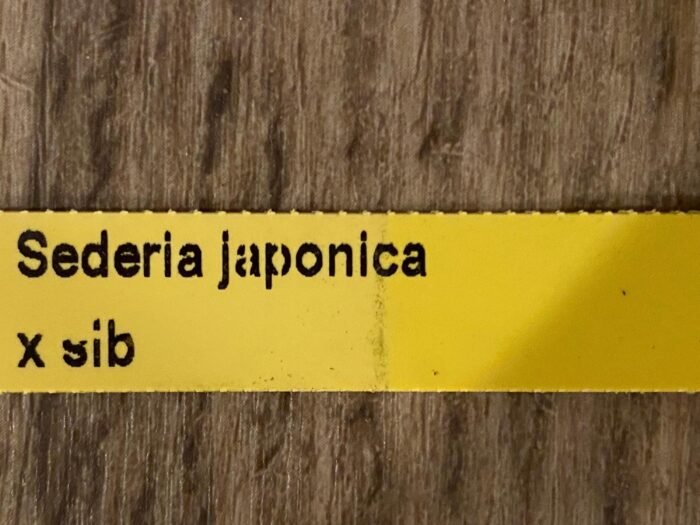 Sederia japonica
x sib